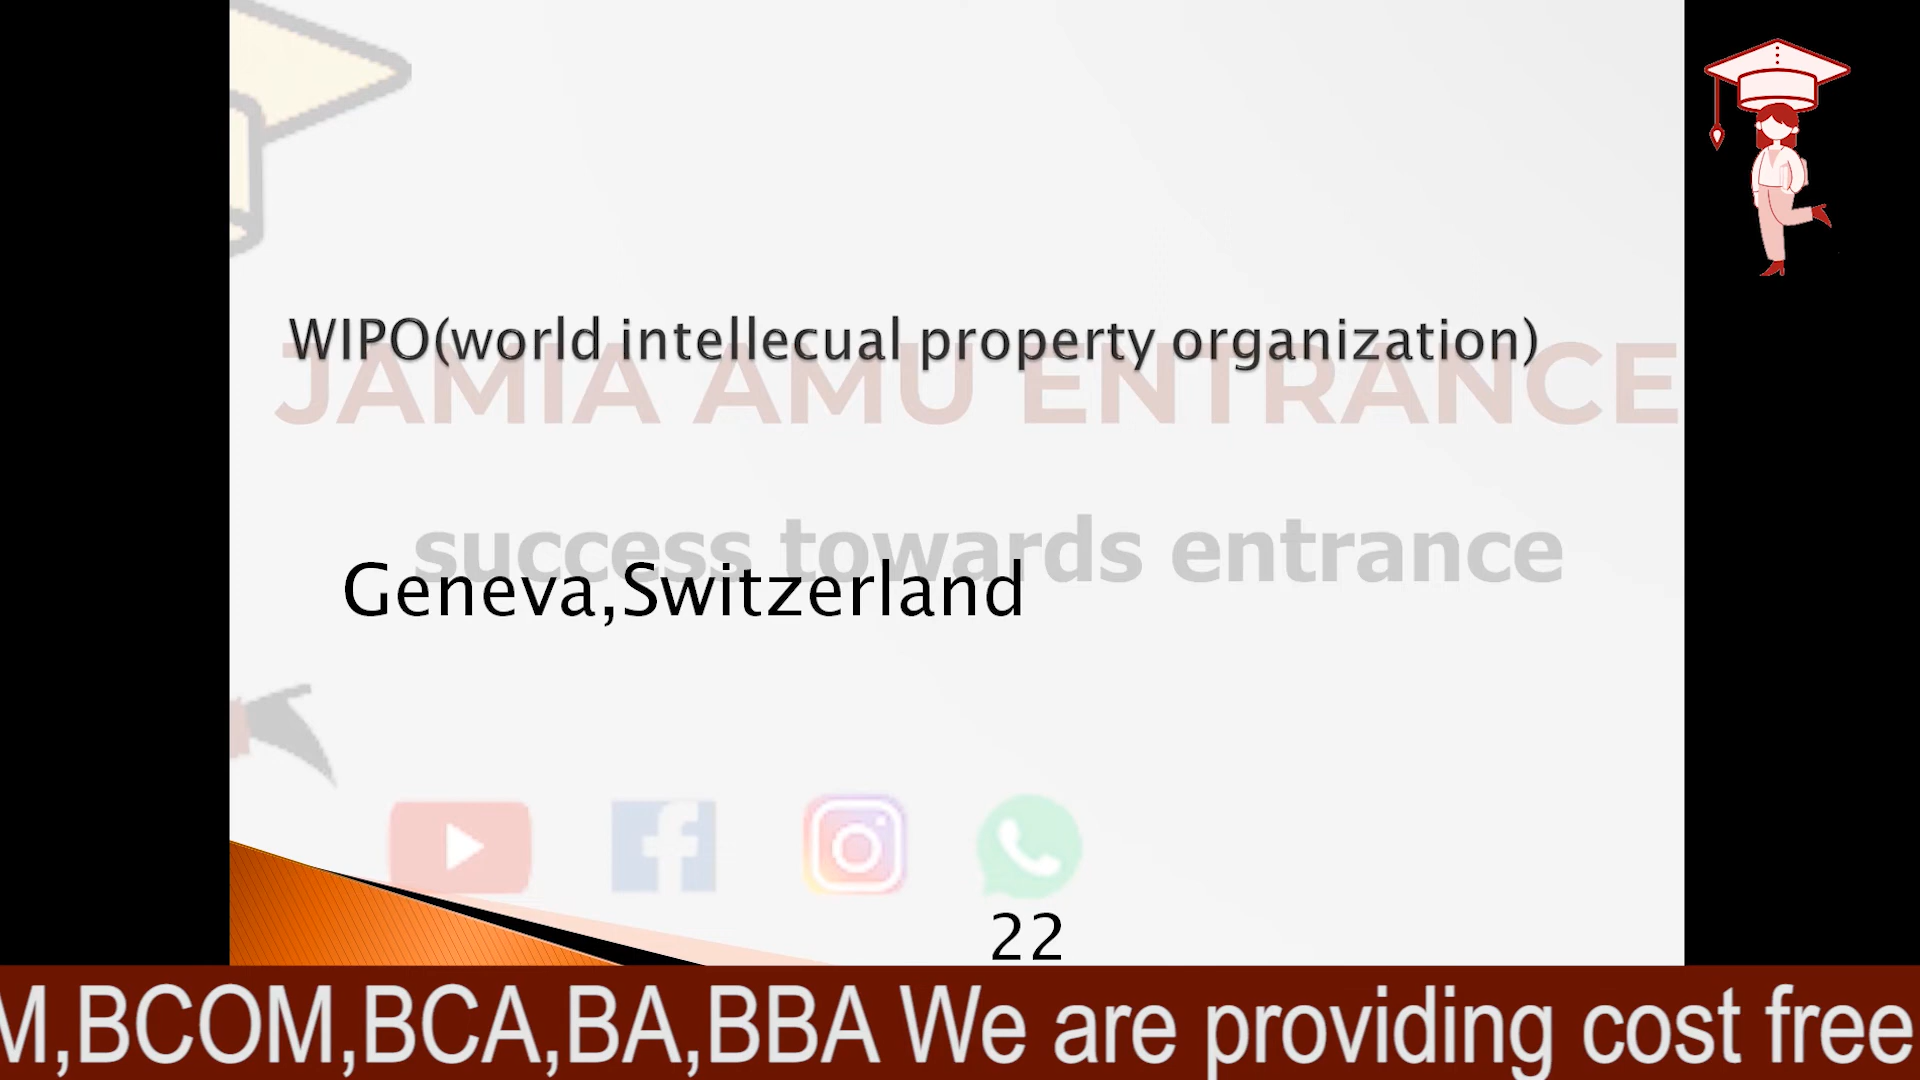 WIPO(world intellecual property organization)
JAMIA AMU ENTRANCE
success towards entrance
Geneva,Switzerland
22
M,BCOM,BCA,BA,BBA We are providing cost free